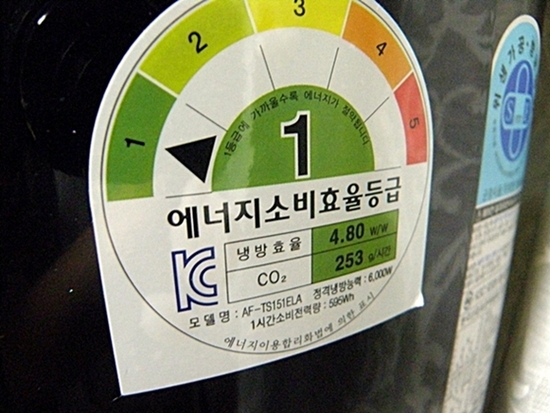 1 2 3 4 5
1등급에 가까울수록 에너지가 절약됩니다
1
에너지소비효율등급
냉방효율 4.80 W/W
CO₂ 253 g/시간
모델명 : AF-TS151ELA 정격냉방능력 : 6,000W
1시간소비전력량 : 595Wh
에너지이용합리화법에 의한 표시